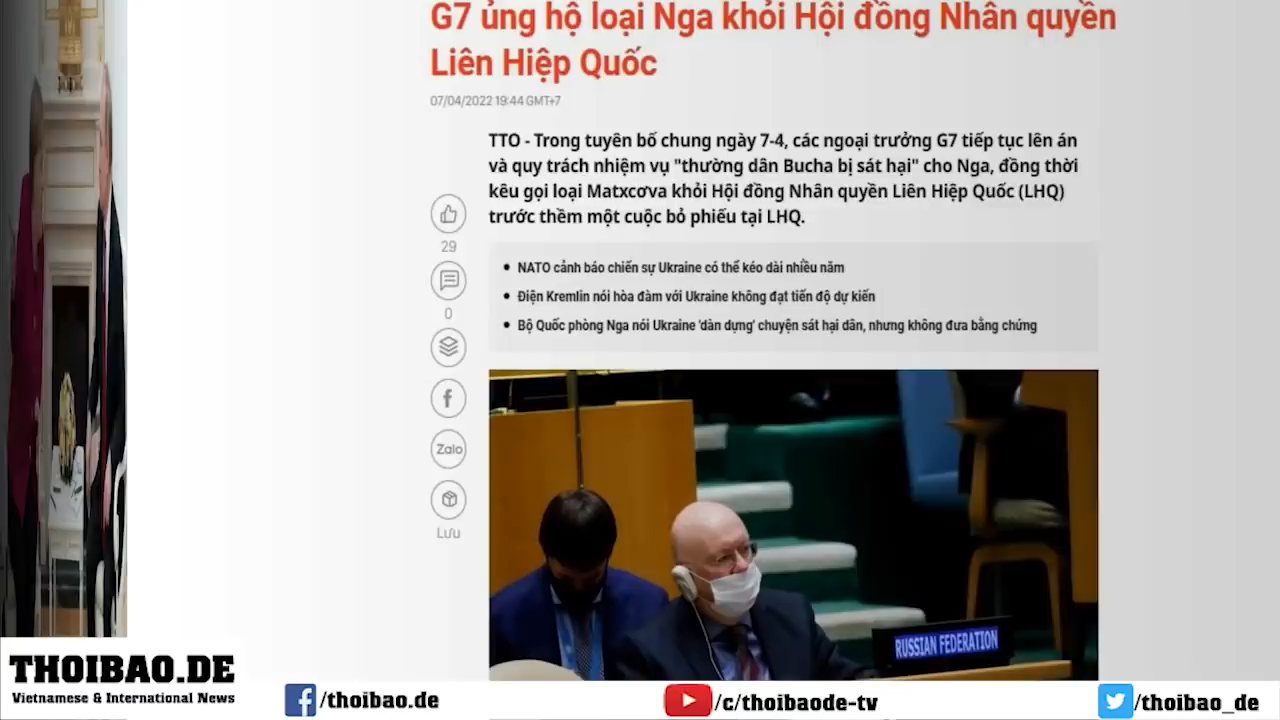 G7 ủng hộ loại Nga khỏi Hội đồng Nhân quyền
Liên Hiệp Quốc
07/04/2022 19:44 GMT+7
TTO - Trong tuyên bố chung ngày 7-4, các ngoại trưởng G7 tiếp tục lên án
và quy trách nhiệm vụ "thường dân Bucha bị sát hại" cho Nga, đồng thời
kêu gọi loại Matxcơva khỏi Hội đồng Nhân quyền Liên Hiệp Quốc (LHQ)
trước thềm một cuộc bỏ phiếu tại LHQ.
29
0
Zalo
Lưu
• NATO cảnh báo chiến sự Ukraine có thể kéo dài nhiều năm
• Điện Kremlin nói hòa đàm với Ukraine không đạt tiến độ dự kiến
• Bộ Quốc phòng Nga nói Ukraine 'dàn dựng' chuyện sát hại dân, nhưng không đưa bằng chứng
RUSSIAN FEDERATION
THOIBAO.DE
Vietnamese & International News
/thoibao.de
/c/thoibaode-tv
/thoibao_de